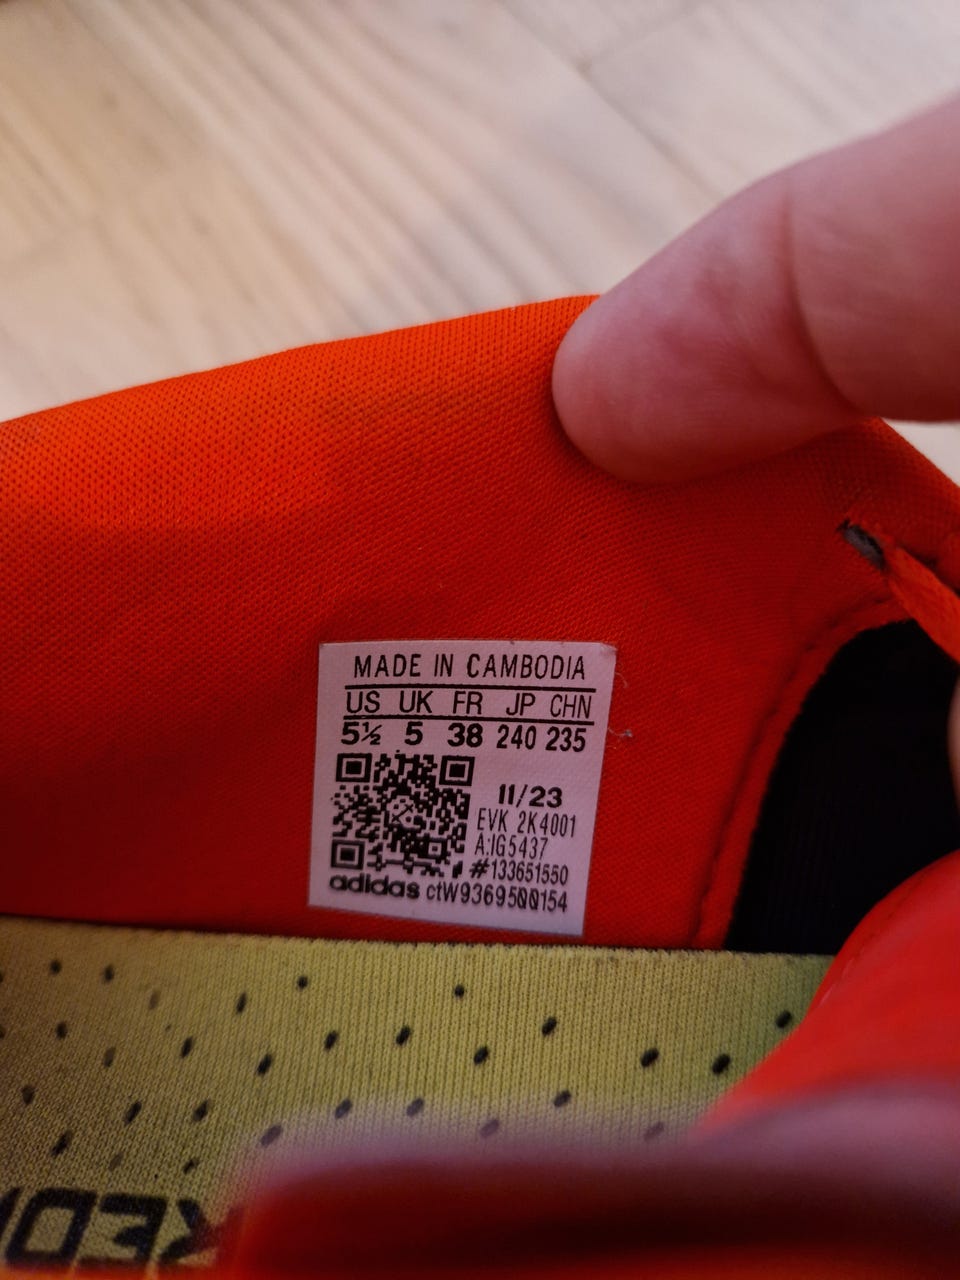 MADE IN CAMBODIA
US UK FR JP CHN
5½ 5 38 240 235
11/23
EVK 2K4001
A:IG5437
#133651550
adidas ctW9369500154